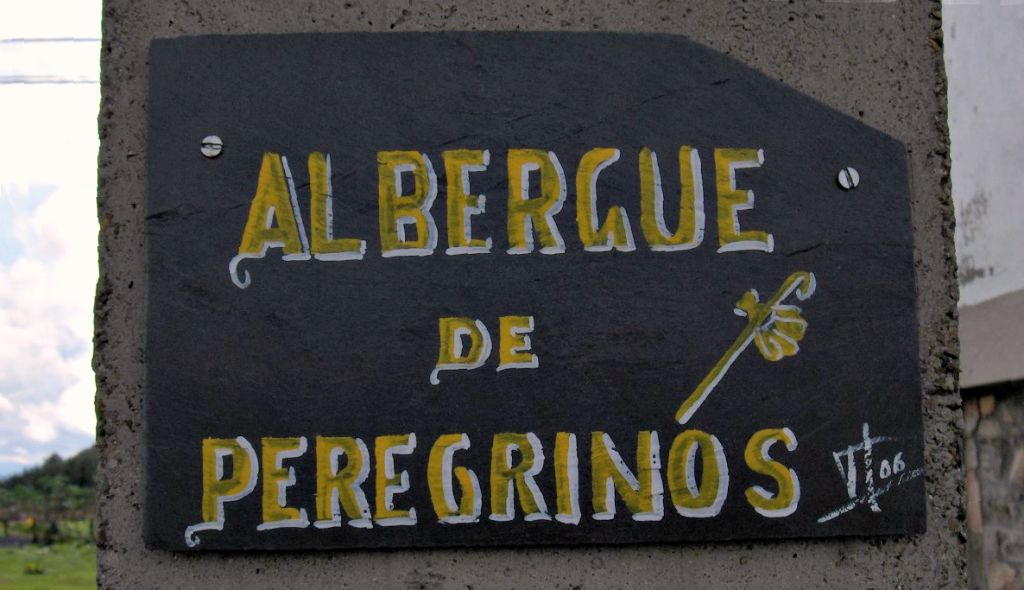 ALBERGUE
DE
PEREGRINOS
06